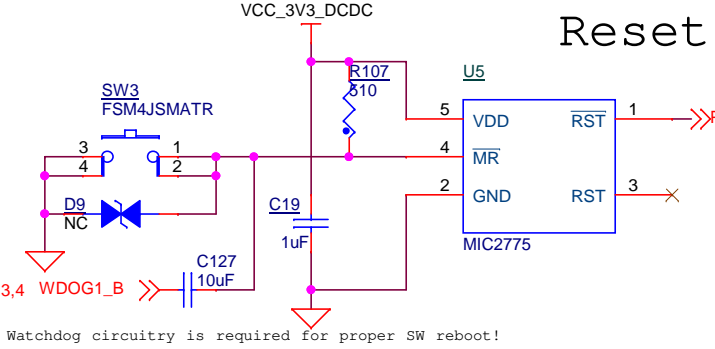 VCC_3V3_DCDC
Reset
R107
510
U5
SW3
FSM4JSMATR
5 VDD RST 1
3 1
4 2
4 MR
2 GND RST 3
D9
NC
C19
1uF
MIC2775
C127
10uF
3,4 WDOG1_B
Watchdog circuitry is required for proper SW reboot!